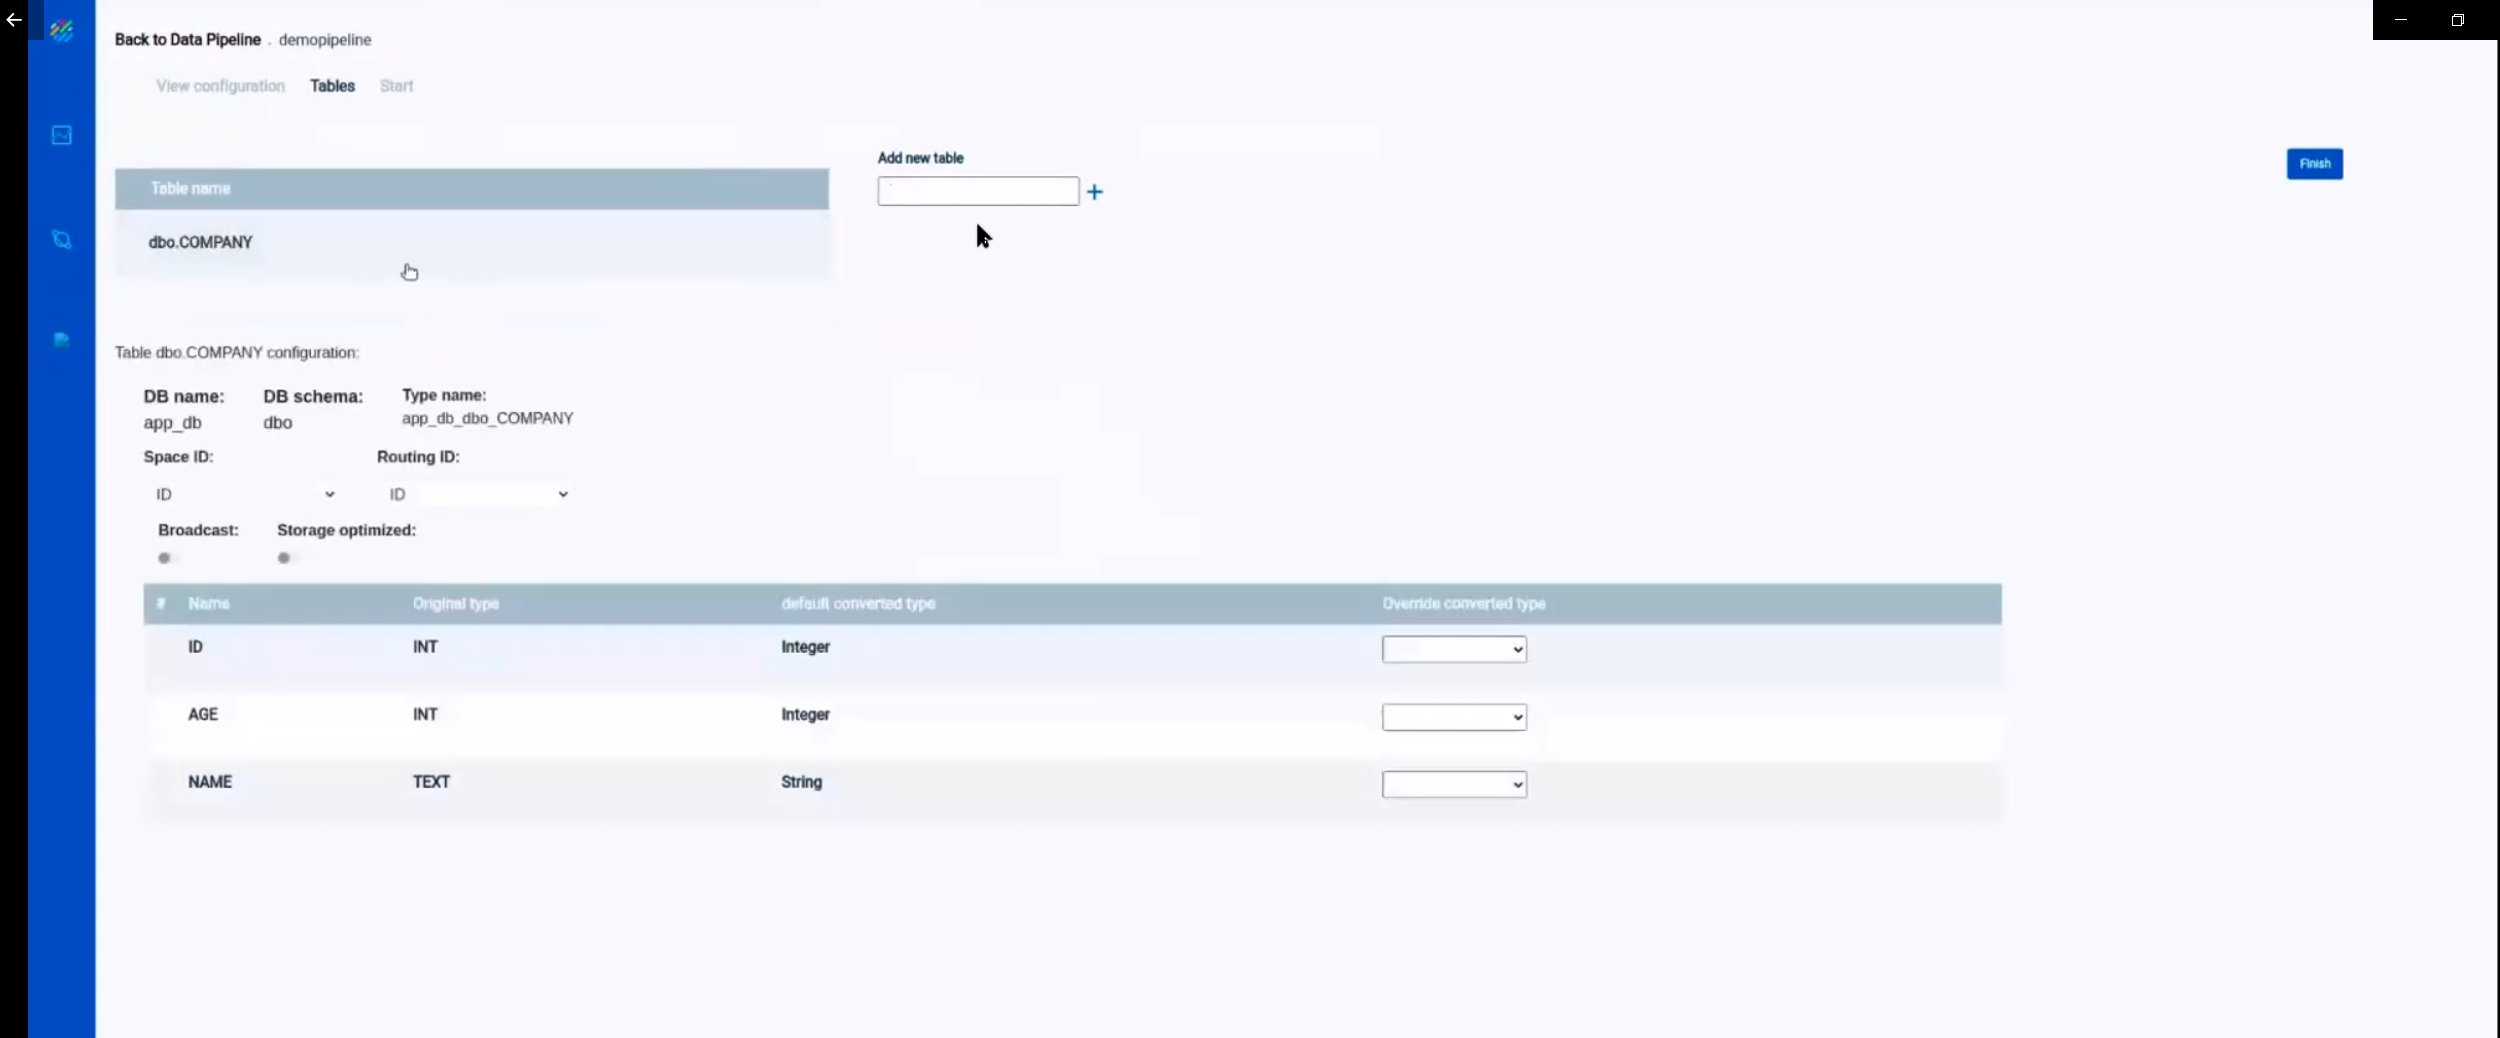 Back to Data Pipeline . demopipeline
View configuration Tables Start
Add new table
Finish
Table name
dbo.COMPANY
Table dbo.COMPANY configuration:
DB name: DB schema: Type name:
app_db dbo app_db_dbo_COMPANY
Space ID: Routing ID:
ID ID
Broadcast: Storage optimized:
# Name Original type default converted type Override converted type
ID INT Integer
AGE INT Integer
NAME TEXT String